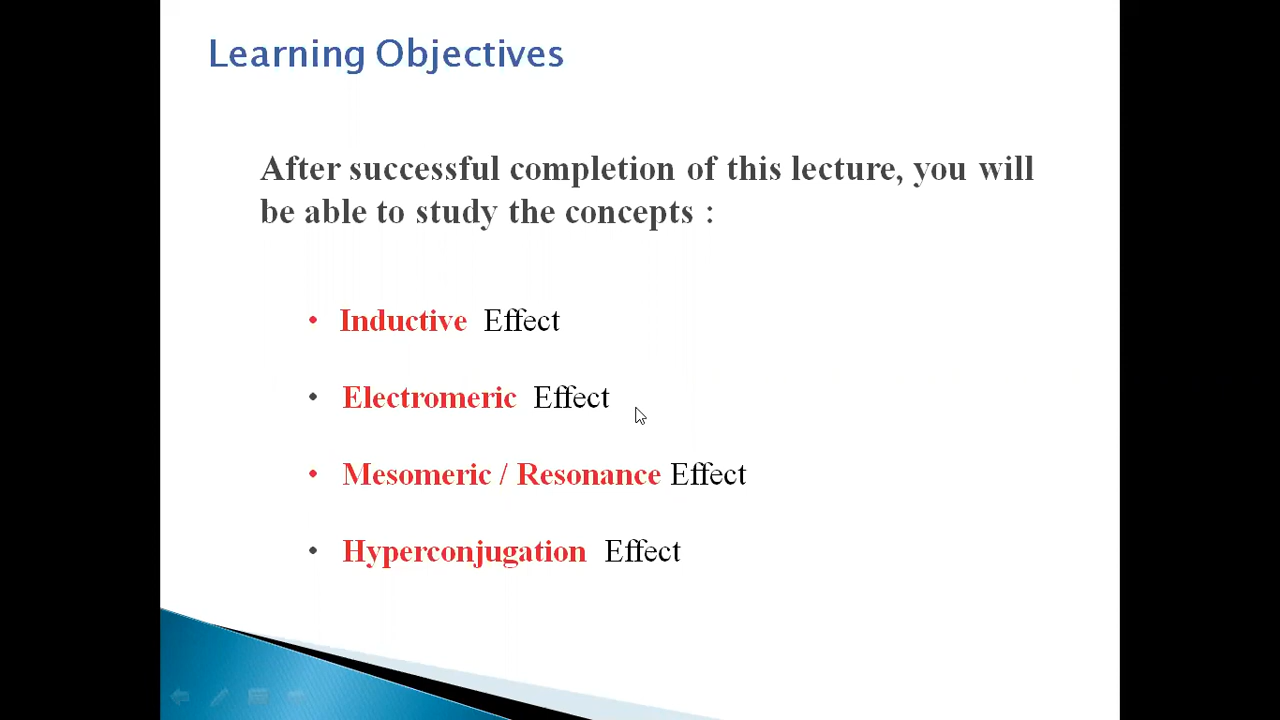 Learning Objectives
After successful completion of this lecture, you will
be able to study the concepts :
• Inductive Effect
• Electromeric Effect
• Mesomeric / Resonance Effect
• Hyperconjugation Effect